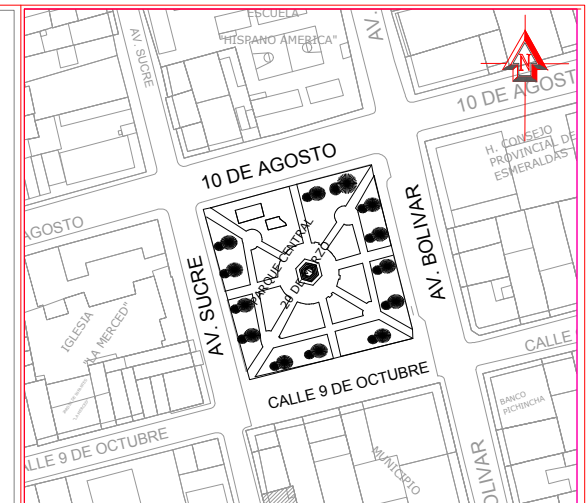 ESCUELA
"HISPANO AMERICA"
AV. SUCRE
AV.
N
10 DE AGOST
H. CONSEJO
PROVINCIAL DE
ESMERALDAS
10 DE AGOSTO
AGOSTO
PARQUE CENTRAL
20 DE MARZO
AV. BOLIVAR
AV. SUCRE
IGLESIA
"LA MERCED"
CALLE
CALLE 9 DE OCTUBRE
BANCO
PICHINCHA
LLE 9 DE OCTUBRE
MUNICIPIO
OLIVAR